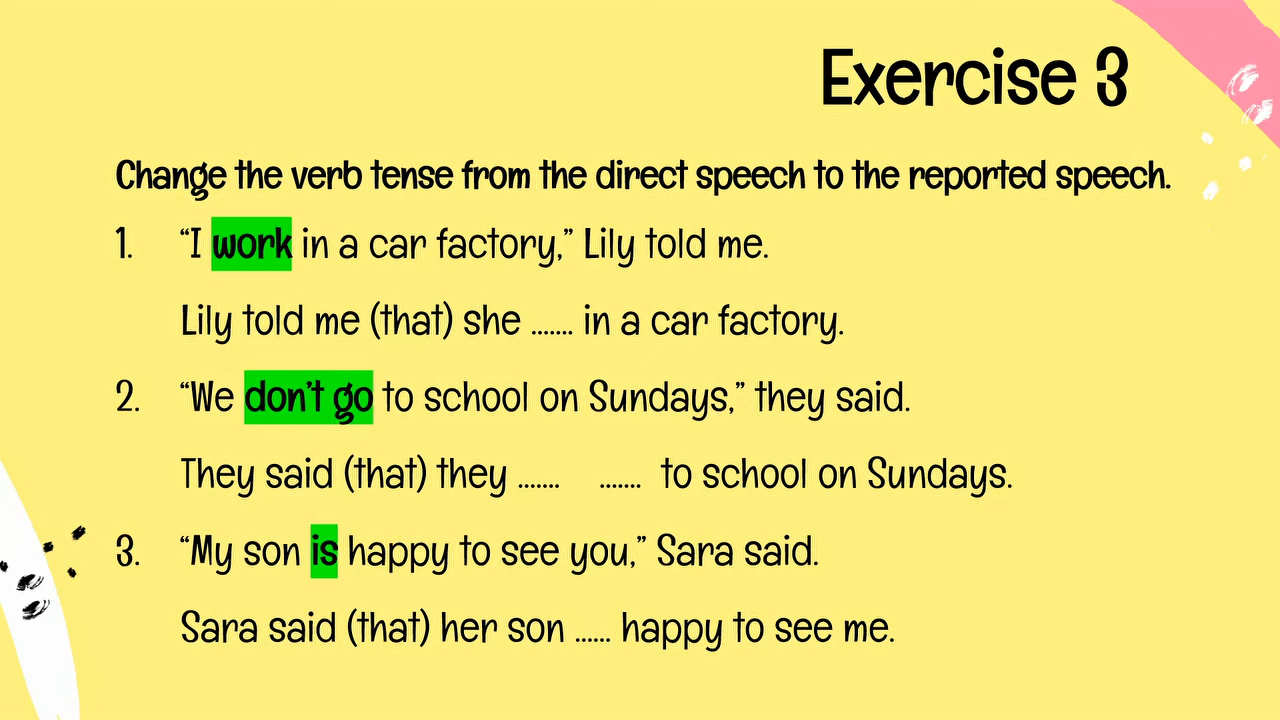 Exercise 3
Change the verb tense from the direct speech to the reported speech.
1. “I work in a car factory,” Lily told me.
Lily told me (that) she ....... in a car factory.
2. “We don’t go to school on Sundays,” they said.
They said (that) they ....... ....... to school on Sundays.
3. “My son is happy to see you,” Sara said.
Sara said (that) her son ...... happy to see me.